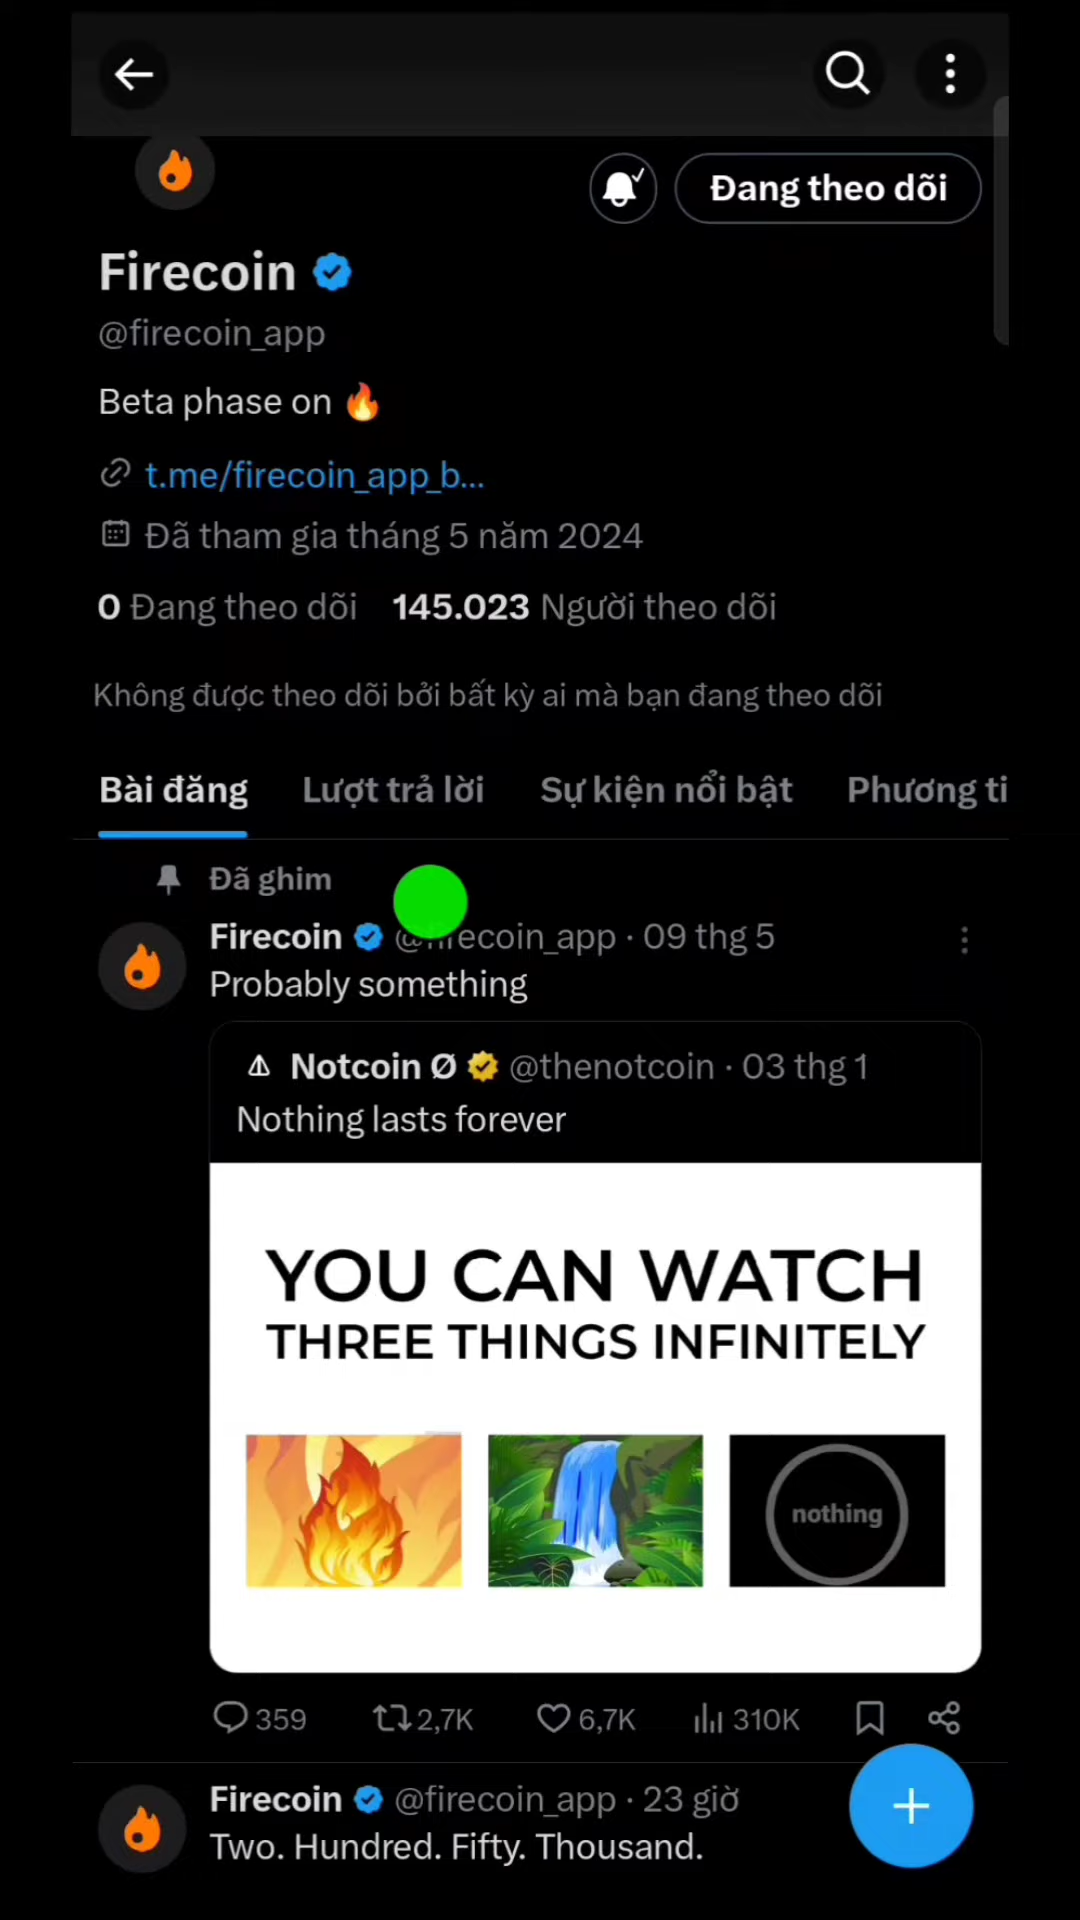 Đang theo dõi
Firecoin
@firecoin_app
Beta phase on 🔥
t.me/firecoin_app_b...
Đã tham gia tháng 5 năm 2024
0 Đang theo dõi 145.023 Người theo dõi
Không được theo dõi bởi bất kỳ ai mà bạn đang theo dõi
Bài đăng Lượt trả lời Sự kiện nổi bật Phương ti
Đã ghim
Firecoin @firecoin_app · 09 thg 5
Probably something
Notcoin Ø @thenotcoin · 03 thg 1
Nothing lasts forever
YOU CAN WATCH
THREE THINGS INFINITELY
nothing
359 2,7K 6,7K 310K
Firecoin @firecoin_app · 23 giờ
Two. Hundred. Fifty. Thousand.